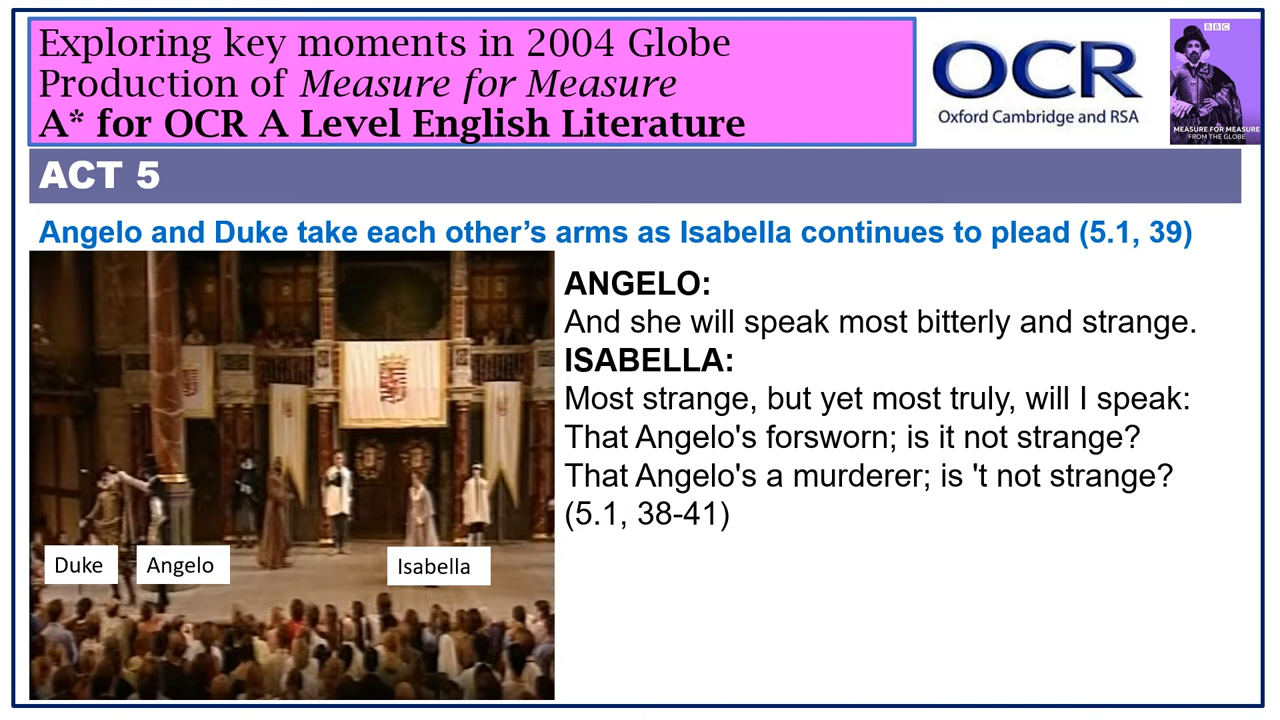 Exploring key moments in 2004 Globe
Production of Measure for Measure
A* for OCR A Level English Literature
OCR
Oxford Cambridge and RSA
BBC
MEASURE FOR MEASURE
FROM THE GLOBE
ACT 5
Angelo and Duke take each other’s arms as Isabella continues to plead (5.1, 39)
ANGELO:
And she will speak most bitterly and strange.
ISABELLA:
Most strange, but yet most truly, will I speak:
That Angelo's forsworn; is it not strange?
That Angelo's a murderer; is 't not strange?
(5.1, 38-41)
Duke
Angelo
Isabella